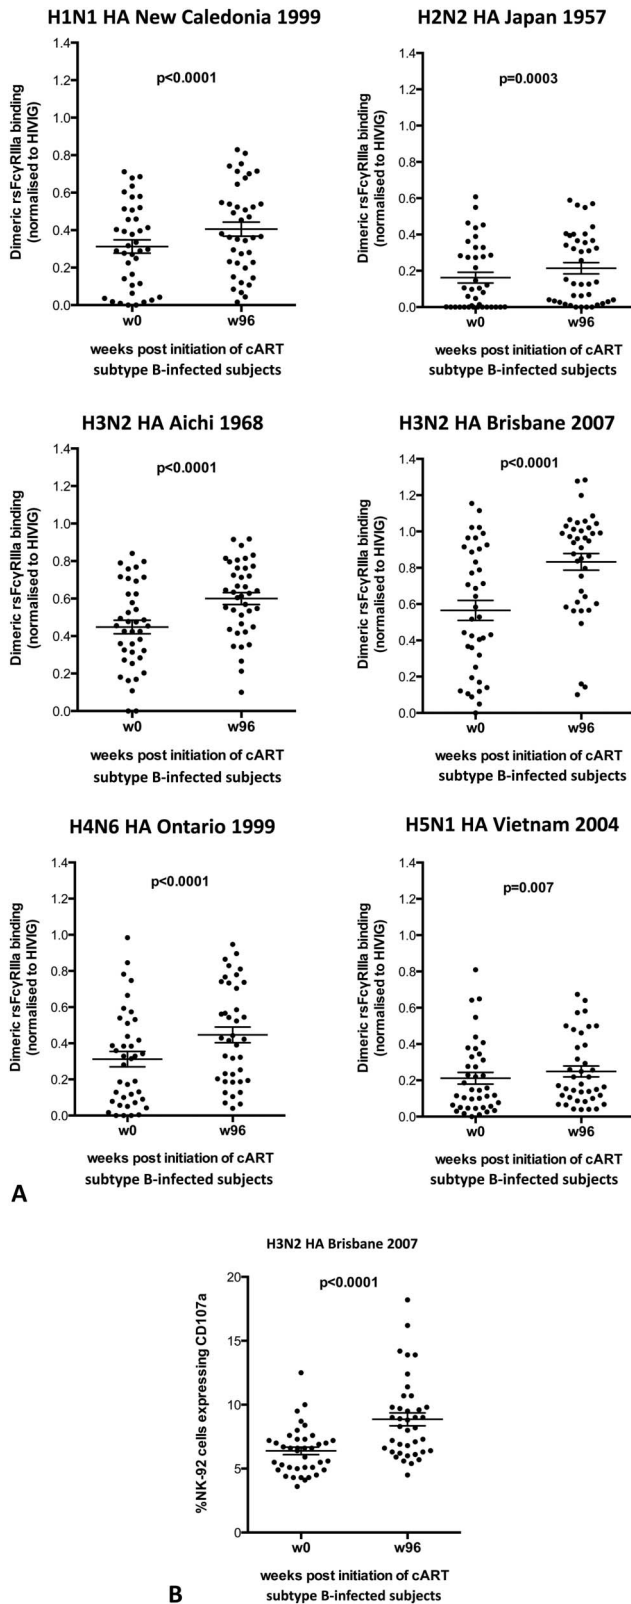 H1N1 HA New Caledonia 1999
Dimeric rsFcγRIIIa binding
(normalised to HIVIG)
1.4
1.2
1.0
0.8
0.6
0.4
0.2
0.0
p<0.0001
w0
w96
weeks post initiation of cART
subtype B-infected subjects
H2N2 HA Japan 1957
Dimeric rsFcγRIIIa binding
(normalised to HIVIG)
1.4
1.2
1.0
0.8
0.6
0.4
0.2
0.0
p=0.0003
w0
w96
weeks post initiation of cART
subtype B-infected subjects
H3N2 HA Aichi 1968
Dimeric rsFcγRIIIa binding
(normalised to HIVIG)
1.4
1.2
1.0
0.8
0.6
0.4
0.2
0.0
p<0.0001
w0
w96
weeks post initiation of cART
subtype B-infected subjects
H3N2 HA Brisbane 2007
Dimeric rsFcγRIIIa binding
(normalised to HIVIG)
1.4
1.2
1.0
0.8
0.6
0.4
0.2
0.0
p<0.0001
w0
w96
weeks post initiation of cART
subtype B-infected subjects
H4N6 HA Ontario 1999
Dimeric rsFcγRIIIa binding
(normalised to HIVIG)
1.4
1.2
1.0
0.8
0.6
0.4
0.2
0.0
p<0.0001
w0
w96
weeks post initiation of cART
subtype B-infected subjects
H5N1 HA Vietnam 2004
Dimeric rsFcγRIIIa binding
(normalised to HIVIG)
1.4
1.2
1.0
0.8
0.6
0.4
0.2
0.0
p=0.007
w0
w96
weeks post initiation of cART
subtype B-infected subjects
A
H3N2 HA Brisbane 2007
%NK-92 cells expressing CD107a
20
15
10
5
0
p<0.0001
w0
w96
weeks post initiation of cART
subtype B-infected subjects
B